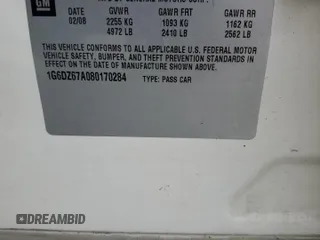 GM
DATE GVWR GAWR FRT GAWR RR
02/08 2255 KG 1093 KG 1162 KG
4972 LB 2410 LB 2562 LB
THIS VEHICLE CONFORMS TO ALL APPLICABLE U.S. FEDERAL MOTOR
VEHICLE SAFETY, BUMPER, AND THEFT PREVENTION STANDARDS
IN EFFECT ON THE DATE OF MANUFACTURE SHOWN ABOVE.
1G6DZ67A080170284 TYPE: PASS CAR
DREAMBID